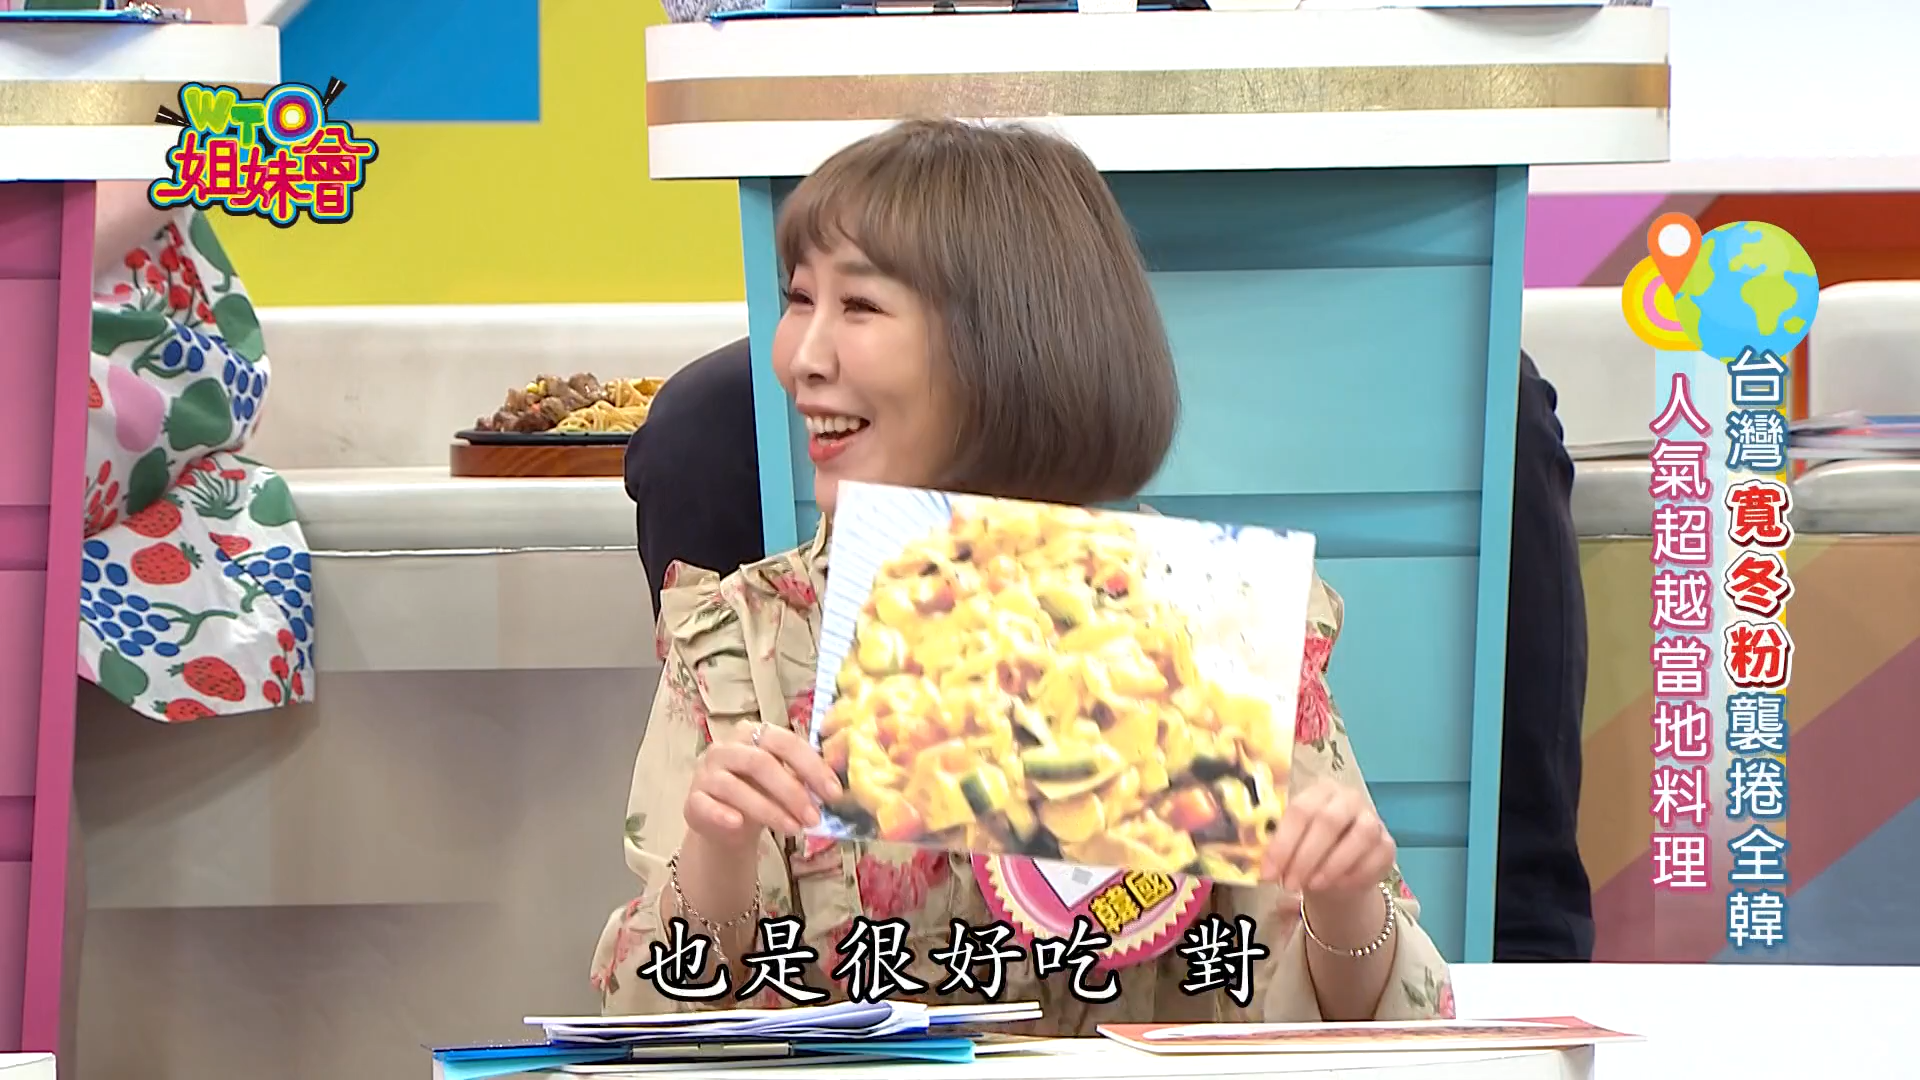 WTO
姐妹會
台灣寬冬粉襲捲全韓
人氣超越當地料理
韓國
也是很好吃 對